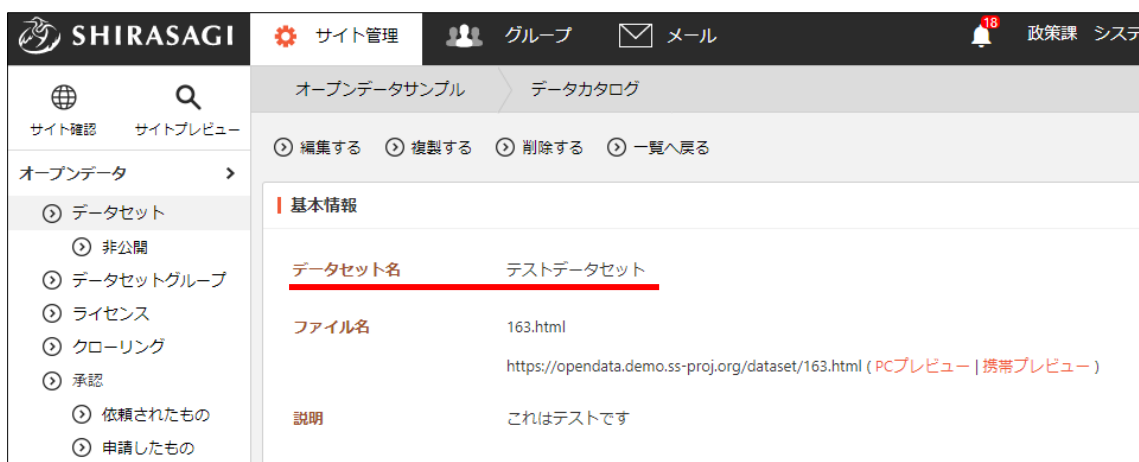 SHIRASAGI サイト管理 グループ メール 18 政策課 システ
サイト確認 サイトプレビュー
オープンデータサンプル データカタログ
編集する 複製する 削除する 一覧へ戻る
オープンデータ
データセット
非公開
データセットグループ
ライセンス
クローリング
承認
依頼されたもの
申請したもの
基本情報
データセット名 テストデータセット
ファイル名 163.html
https://opendata.demo.ss-proj.org/dataset/163.html ( PCプレビュー | 携帯プレビュー )
説明 これはテストです